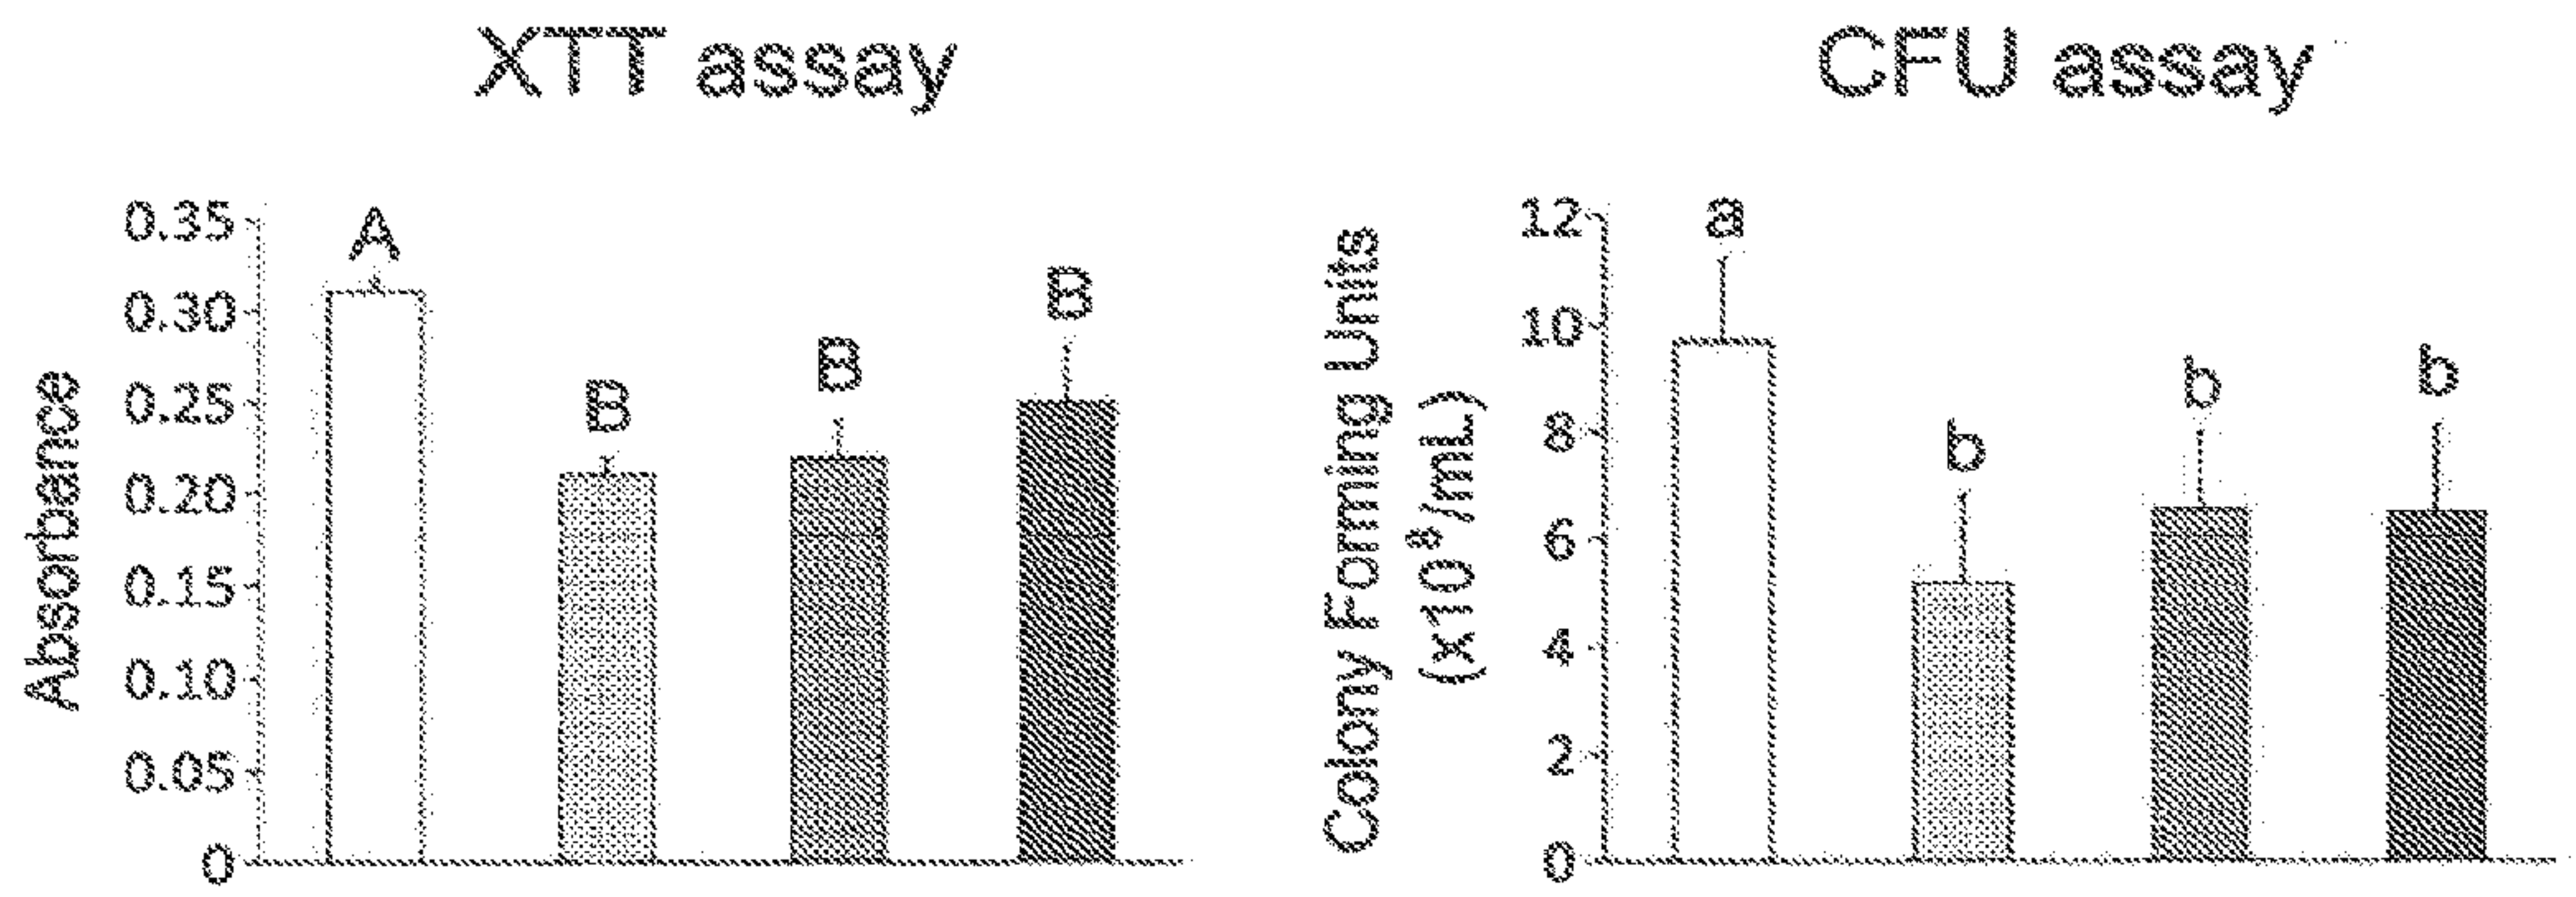 XTT assay
Absorbance
0.35
0.30
0.25
0.20
0.15
0.10
0.05
0
A
B
B
B
CFU assay
Colony Forming Units
(x10⁸/mL)
12
10
8
6
4
2
0
a
b
b
b